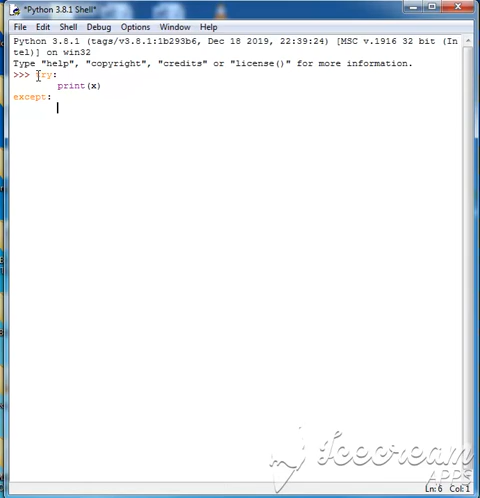 *Python 3.8.1 Shell*
File Edit Shell Debug Options Window Help
Python 3.8.1 (tags/v3.8.1:1b293b6, Dec 18 2019, 22:39:24) [MSC v.1916 32 bit (In
tel)] on win32
Type "help", "copyright", "credits" or "license()" for more information.
>>> try:
print(x)
except:
Icecream
APPS
Ln: 6 Col: 1